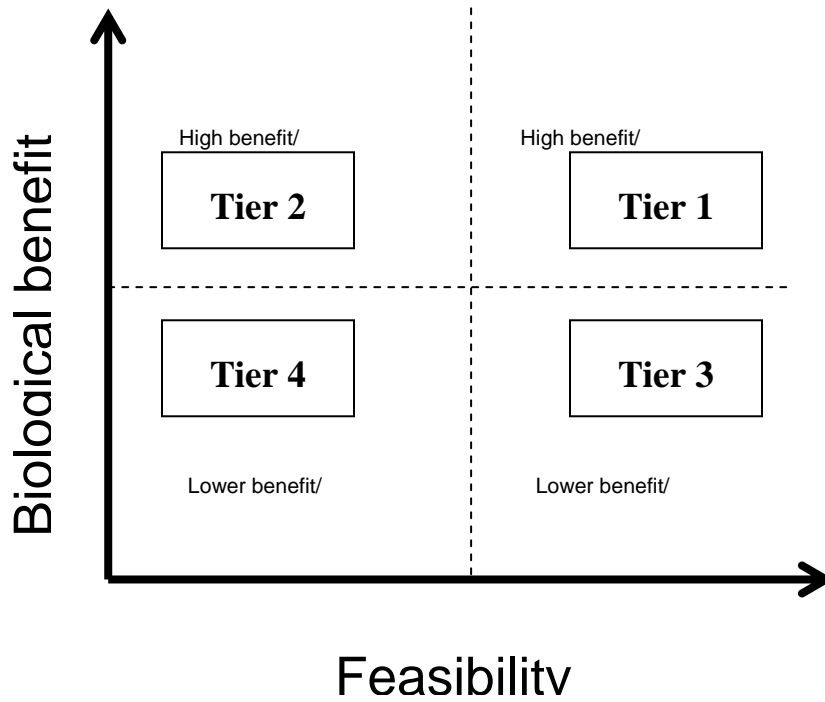 Biological benefit
High benefit/
High benefit/
Tier 2
Tier 1
Tier 4
Tier 3
Lower benefit/
Lower benefit/
Feasibility